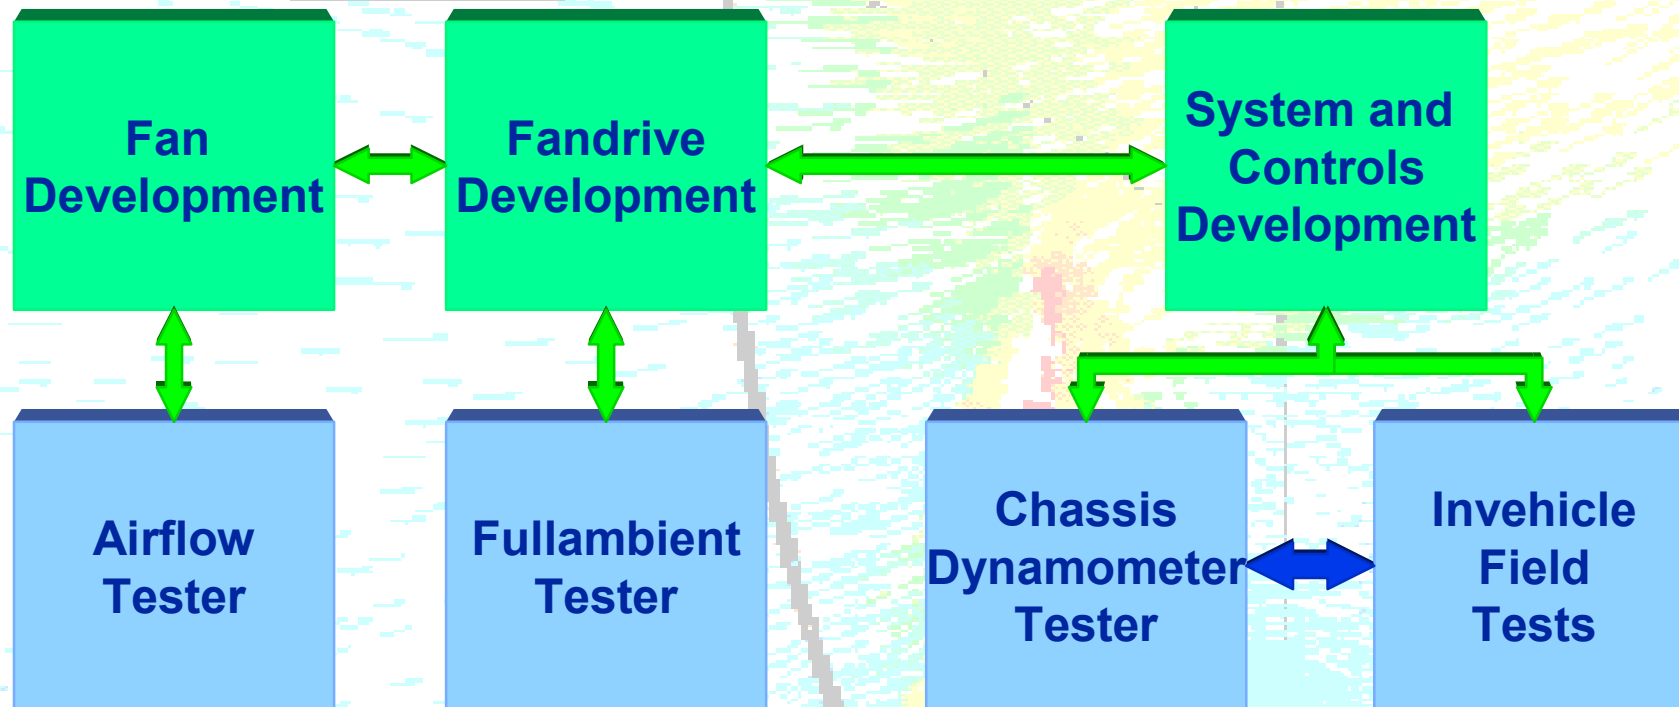 Fan
Development
Fandrive
Development
System and
Controls
Development
Airflow
Tester
Fullambient
Tester
Chassis
Dynamometer
Tester
Invehicle
Field
Tests